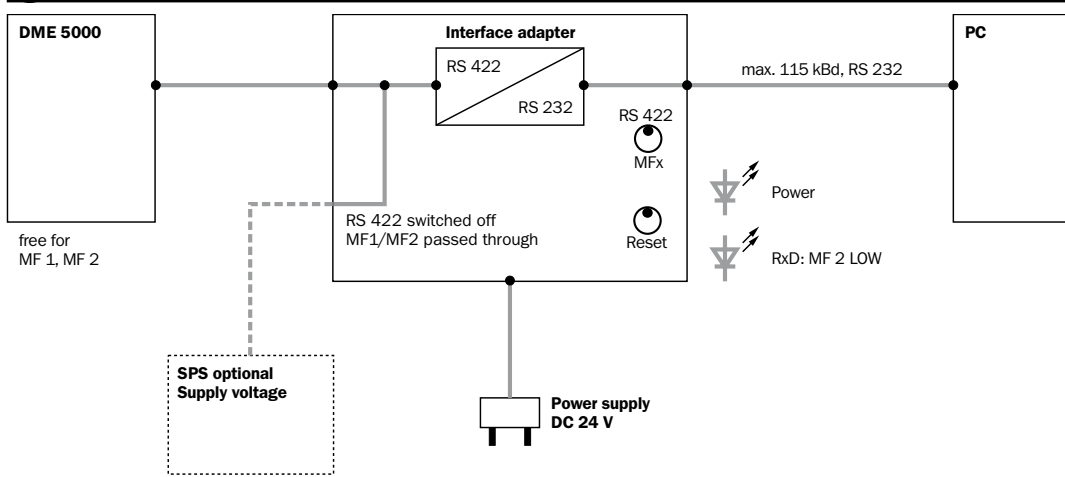 DME 5000
Interface adapter
PC
RS 422
RS 232
max. 115 kBd, RS 232
RS 422
MFx
Power
RS 422 switched off
MF1/MF2 passed through
Reset
free for
MF 1, MF 2
RxD: MF 2 LOW
SPS optional
Supply voltage
Power supply
DC 24 V